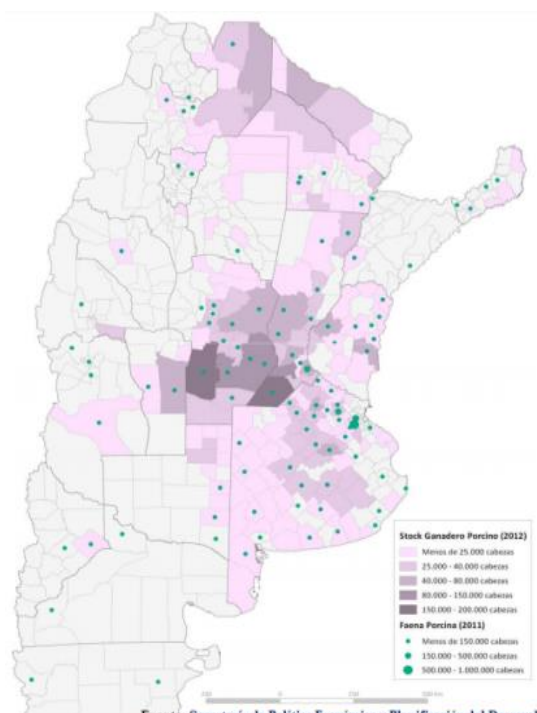 Stock Ganadero Porcino (2012)
Menos de 25.000 cabezas
25.000 - 40.000 cabezas
40.000 - 80.000 cabezas
80.000 - 150.000 cabezas
150.000 - 200.000 cabezas
Faena Porcina (2011)
Menos de 150.000 cabezas
150.000 - 500.000 cabezas
500.000 - 1.000.000 cabezas
0